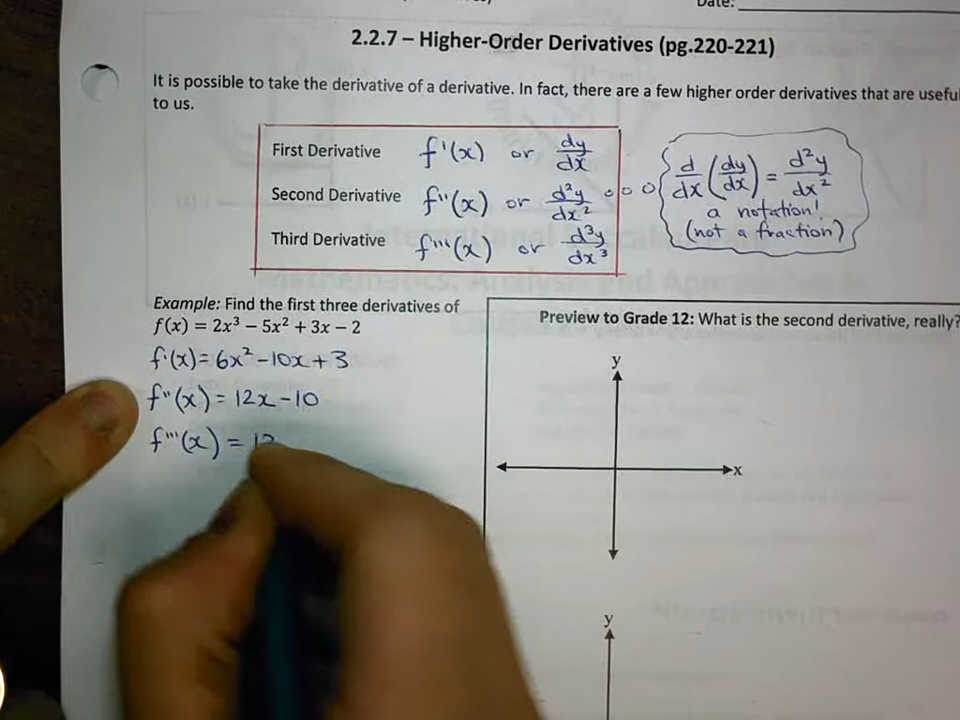 Date:
2.2.7 – Higher-Order Derivatives (pg.220-221)
It is possible to take the derivative of a derivative. In fact, there are a few higher order derivatives that are useful
to us.
First Derivative f'(x) or dy/dx
Second Derivative f''(x) or d²y/dx²
Third Derivative f'''(x) or d³y/dx³
d/dx (dy/dx) = d²y/dx²
a notation!
(not a fraction)
Example: Find the first three derivatives of
f(x) = 2x³ − 5x² + 3x − 2
f'(x) = 6x² − 10x + 3
f''(x) = 12x − 10
f'''(x) = 12
Preview to Grade 12: What is the second derivative, really?
y
x
y